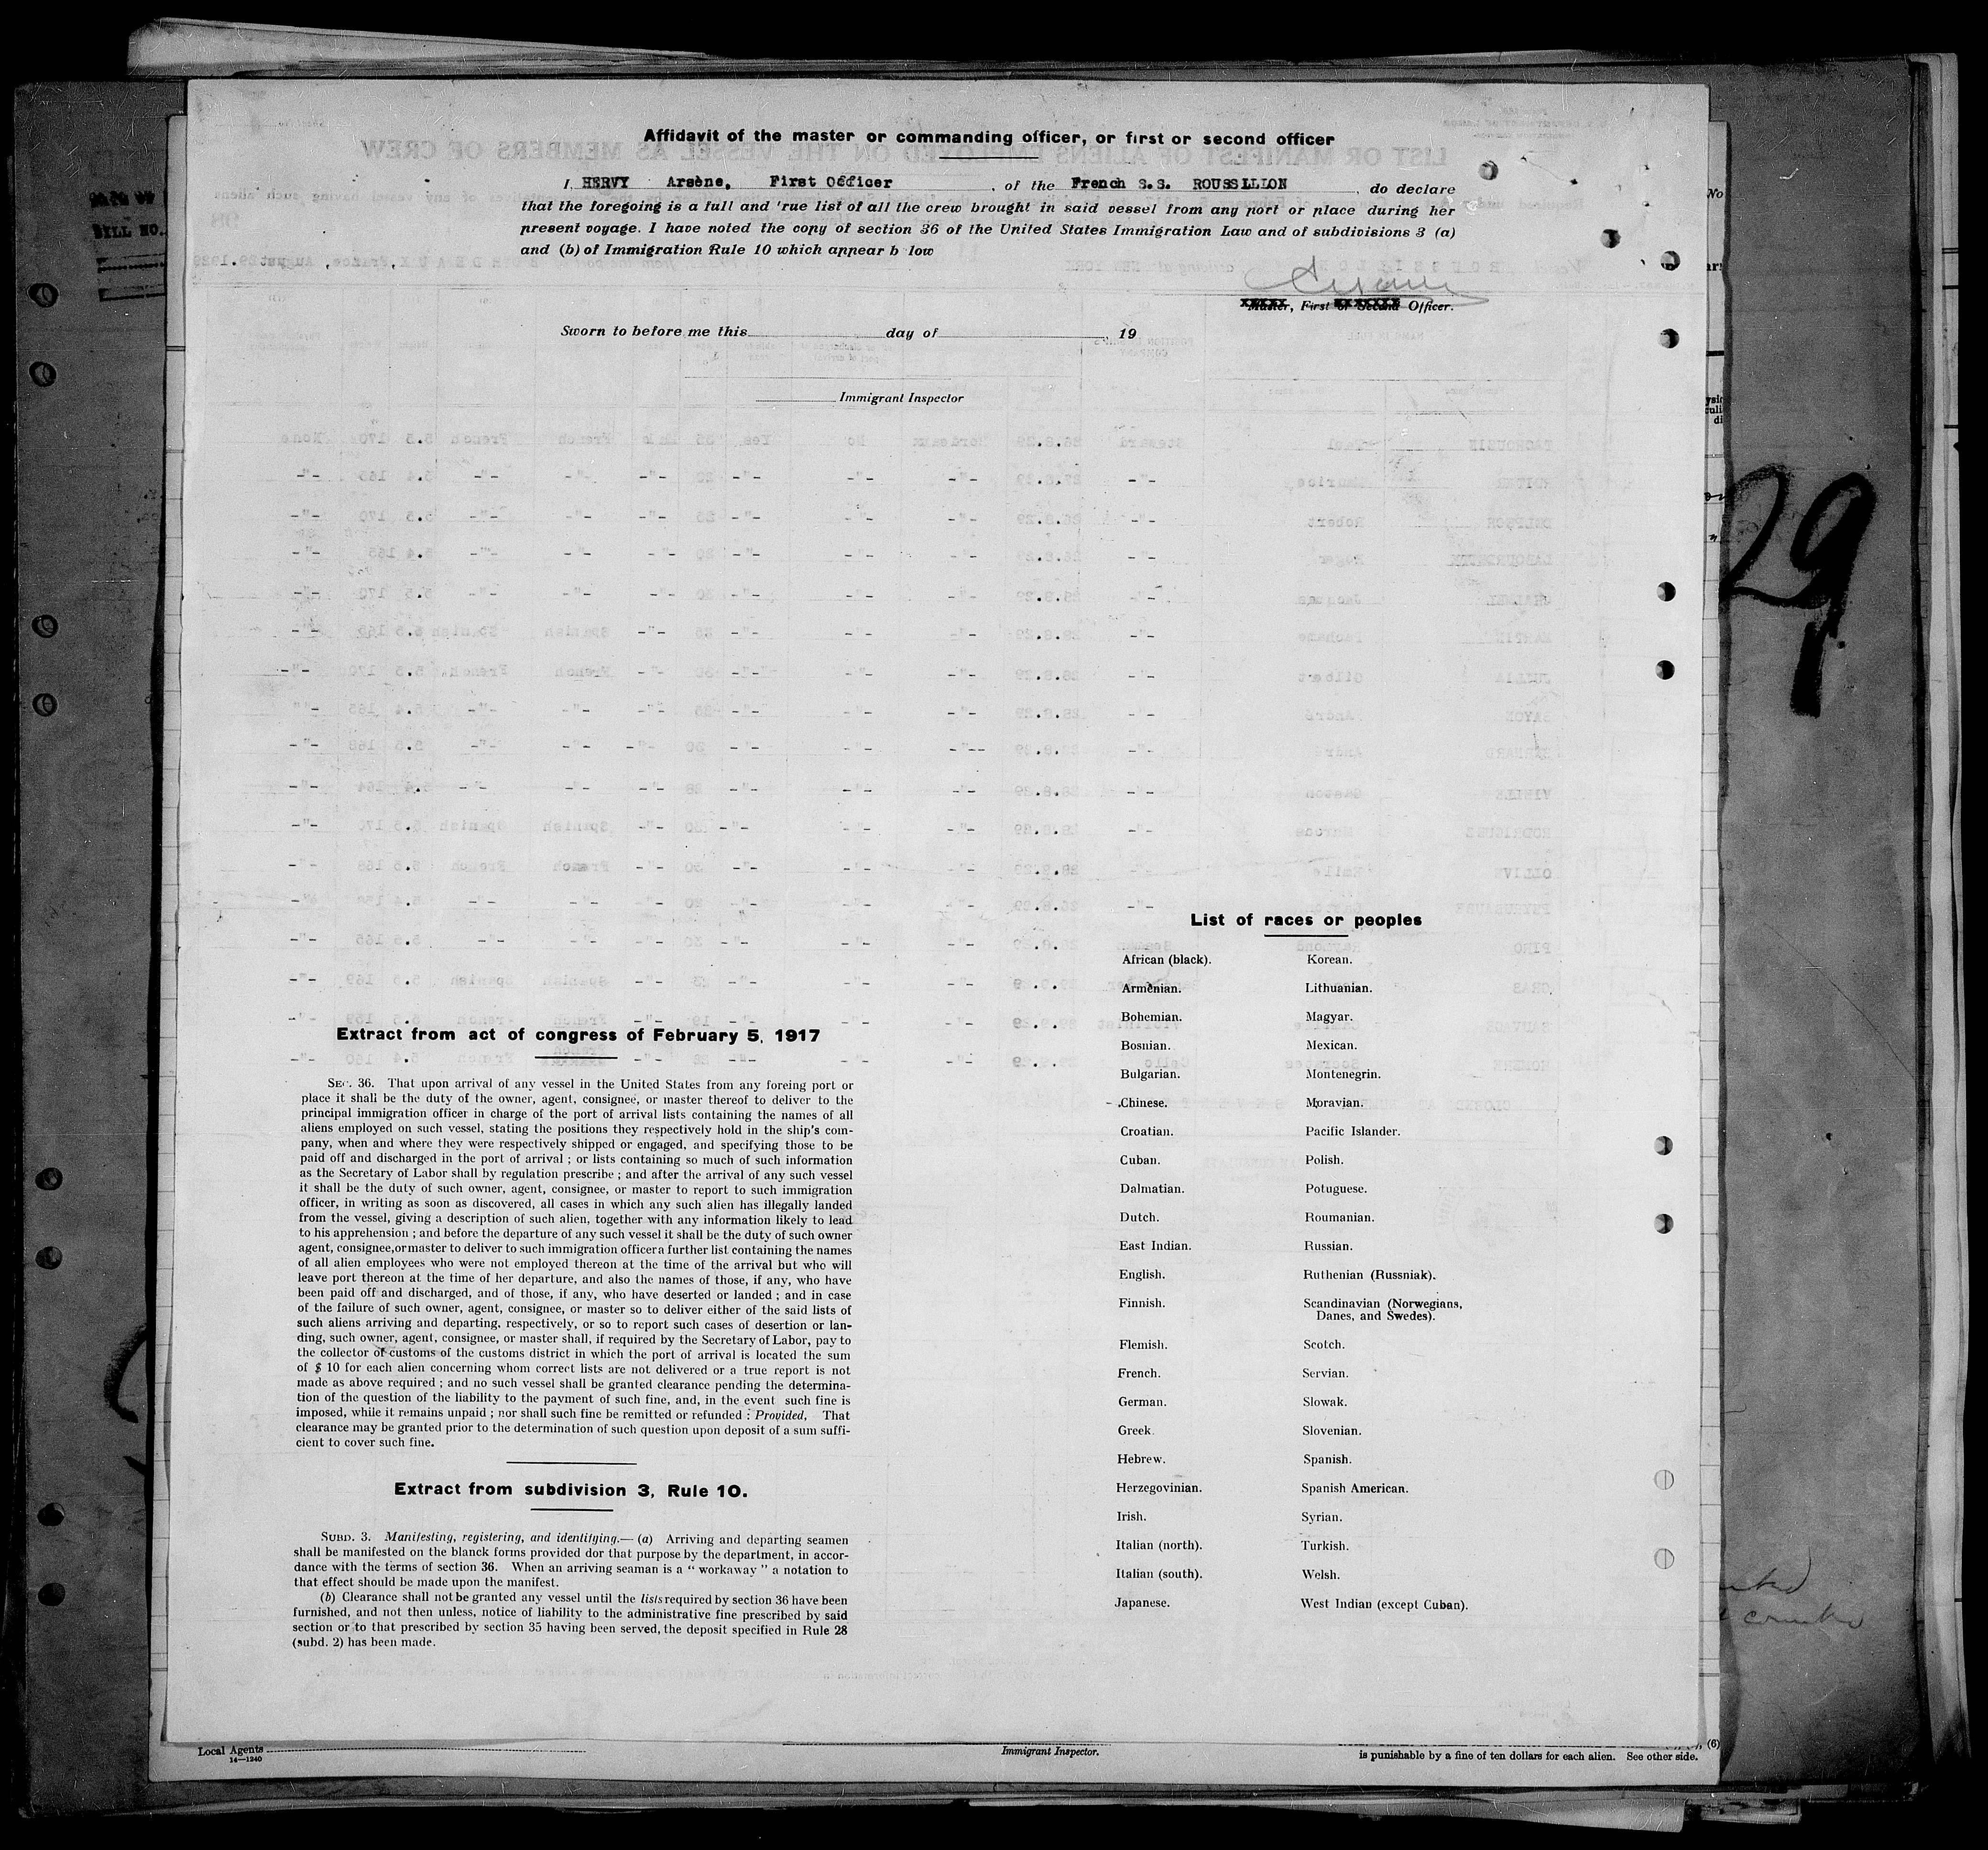 Affidavit of the master or commanding officer, or first or second officer
I, HERVY Arsène, First Officer , of the French S.S. ROUSSILLON , do declare
that the foregoing is a full and 'rue list of all the crew brought in said vessel from any port or place during her
present voyage. I have noted the copy of section 36 of the United States Immigration Law and of subdivisions 3 (a)
and (b) of Immigration Rule 10 which appear b low
Master, First or Second Officer.
Sworn to before me this day of , 19
Immigrant Inspector
29
List of races or peoples
African (black). Korean.
Armenian. Lithuanian.
Bohemian. Magyar.
Bosnian. Mexican.
Bulgarian. Montenegrin.
Chinese. Moravian.
Croatian. Pacific Islander.
Cuban. Polish.
Dalmatian. Potuguese.
Dutch. Roumanian.
East Indian. Russian.
English. Ruthenian (Russniak).
Finnish. Scandinavian (Norwegians,
Danes, and Swedes).
Flemish. Scotch.
French. Servian.
German. Slowak.
Greek. Slovenian.
Hebrew. Spanish.
Herzegovinian. Spanish American.
Irish. Syrian.
Italian (north). Turkish.
Italian (south). Welsh.
Japanese. West Indian (except Cuban).
Extract from act of congress of February 5, 1917
SEC. 36. That upon arrival of any vessel in the United States from any foreing port or
place it shall be the duty of the owner, agent, consignee, or master thereof to deliver to the
principal immigration officer in charge of the port of arrival lists containing the names of all
aliens employed on such vessel, stating the positions they respectively hold in the ship's com-
pany, when and where they were respectively shipped or engaged, and specifying those to be
paid off and discharged in the port of arrival ; or lists containing so much of such information
as the Secretary of Labor shall by regulation prescribe ; and after the arrival of any such vessel
it shall be the duty of such owner, agent, consignee, or master to report to such immigration
officer, in writing as soon as discovered, all cases in which any such alien has illegally landed
from the vessel, giving a description of such alien, together with any information likely to lead
to his apprehension ; and before the departure of any such vessel it shall be the duty of such owner
agent, consignee,ormaster to deliver to such immigration officera further list containing the names
of all alien employees who were not employed thereon at the time of the arrival but who will
leave port thereon at the time of her departure, and also the names of those, if any, who have
been paid off and discharged, and of those, if any, who have deserted or landed ; and in case
of the failure of such owner, agent, consignee, or master so to deliver either of the said lists of
such aliens arriving and departing, respectively, or so to report such cases of desertion or lan-
ding, such owner, agent, consignee, or master shall, if required by the Secretary of Labor, pay to
the collector of customs of the customs district in which the port of arrival is located the sum
of $ 10 for each alien concerning whom correct lists are not delivered or a true report is not
made as above required ; and no such vessel shall be granted clearance pending the determina-
tion of the question of the liability to the payment of such fine, and, in the event such fine is
imposed, while it remains unpaid ; nor shall such fine be remitted or refunded : Provided, That
clearance may be granted prior to the determination of such question upon deposit of a sum suffi-
cient to cover such fine.
Extract from subdivision 3, Rule 10.
SUBD. 3. Manifesting, registering, and identifying.— (a) Arriving and departing seamen
shall be manifested on the blanck forms provided dor that purpose by the department, in accor-
dance with the terms of section 36. When an arriving seaman is a “ workaway ” a notation to
that effect should be made upon the manifest.
(b) Clearance shall not be granted any vessel until the lists required by section 36 have been
furnished, and not then unless, notice of liability to the administrative fine prescribed by said
section or to that prescribed by section 35 having been served, the deposit specified in Rule 28
(subd. 2) has been made.
Local Agents
14—1240
Immigrant Inspector.
(6)
is punishable by a fine of ten dollars for each alien. See other side.